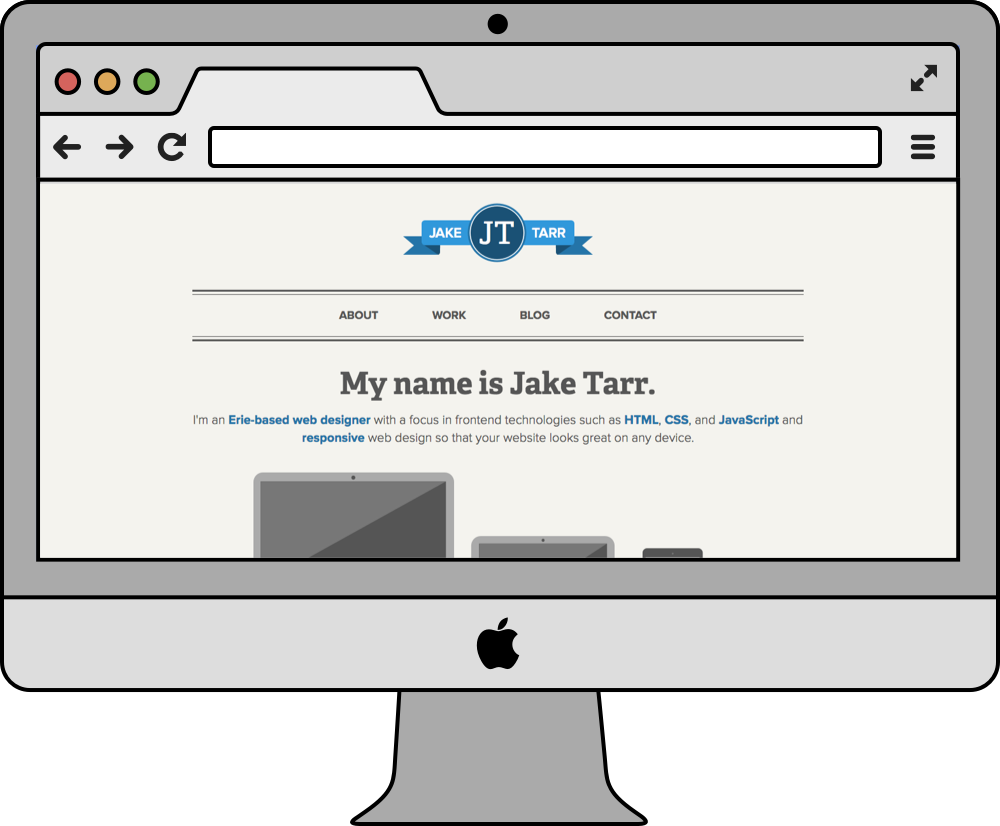 JAKE JT TARR
ABOUT WORK BLOG CONTACT
My name is Jake Tarr.
I'm an Erie-based web designer with a focus in frontend technologies such as HTML, CSS, and JavaScript and
responsive web design so that your website looks great on any device.